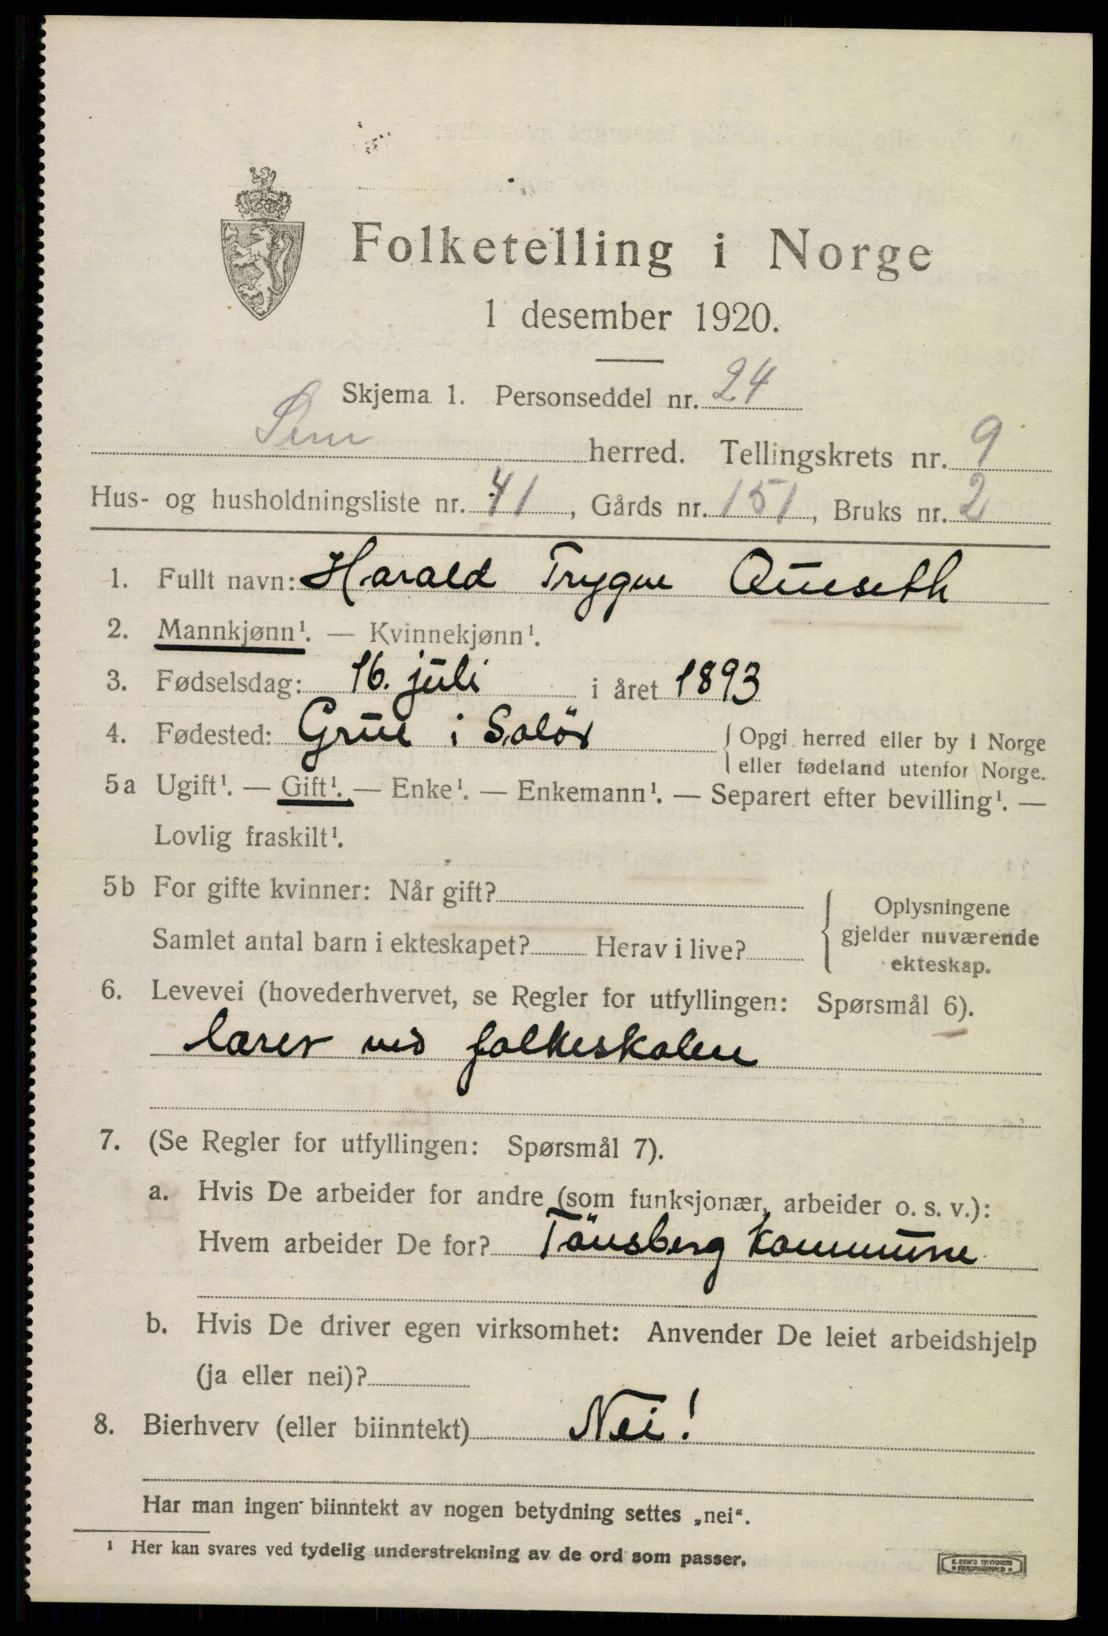 Folketelling i Norge
1 desember 1920.
Skjema 1. Personseddel nr. 24
Sem herred. Tellingskrets nr. 9
Hus- og husholdningsliste nr. 41, Gårds nr. 151, Bruks nr. 2
1. Fullt navn: Harald Trygve Qveseth
2. Mannkjønn¹. — Kvinnekjønn¹.
3. Fødselsdag: 16. juli i året 1893
4. Fødested: Grue i Solör { Opgi herred eller by i Norge
eller fødeland utenfor Norge.
5a Ugift¹. — Gift¹. — Enke¹. — Enkemann¹. — Separert efter bevilling¹. —
Lovlig fraskilt¹.
5b For gifte kvinner: Når gift?
Samlet antal barn i ekteskapet? Herav i live?
{ Oplysningene
gjelder nuværende
ekteskap.
6. Levevei (hovederhvervet, se Regler for utfyllingen: Spørsmål 6).
lærer ved folkeskolen
7. (Se Regler for utfyllingen: Spørsmål 7).
a. Hvis De arbeider for andre (som funksjonær, arbeider o. s. v.):
Hvem arbeider De for? Tönsberg kommune
b. Hvis De driver egen virksomhet: Anvender De leiet arbeidshjelp
(ja eller nei)?
8. Bierhverv (eller biinntekt) Nei!
Har man ingen biinntekt av nogen betydning settes „nei“.
¹ Her kan svares ved tydelig understrekning av de ord som passer.